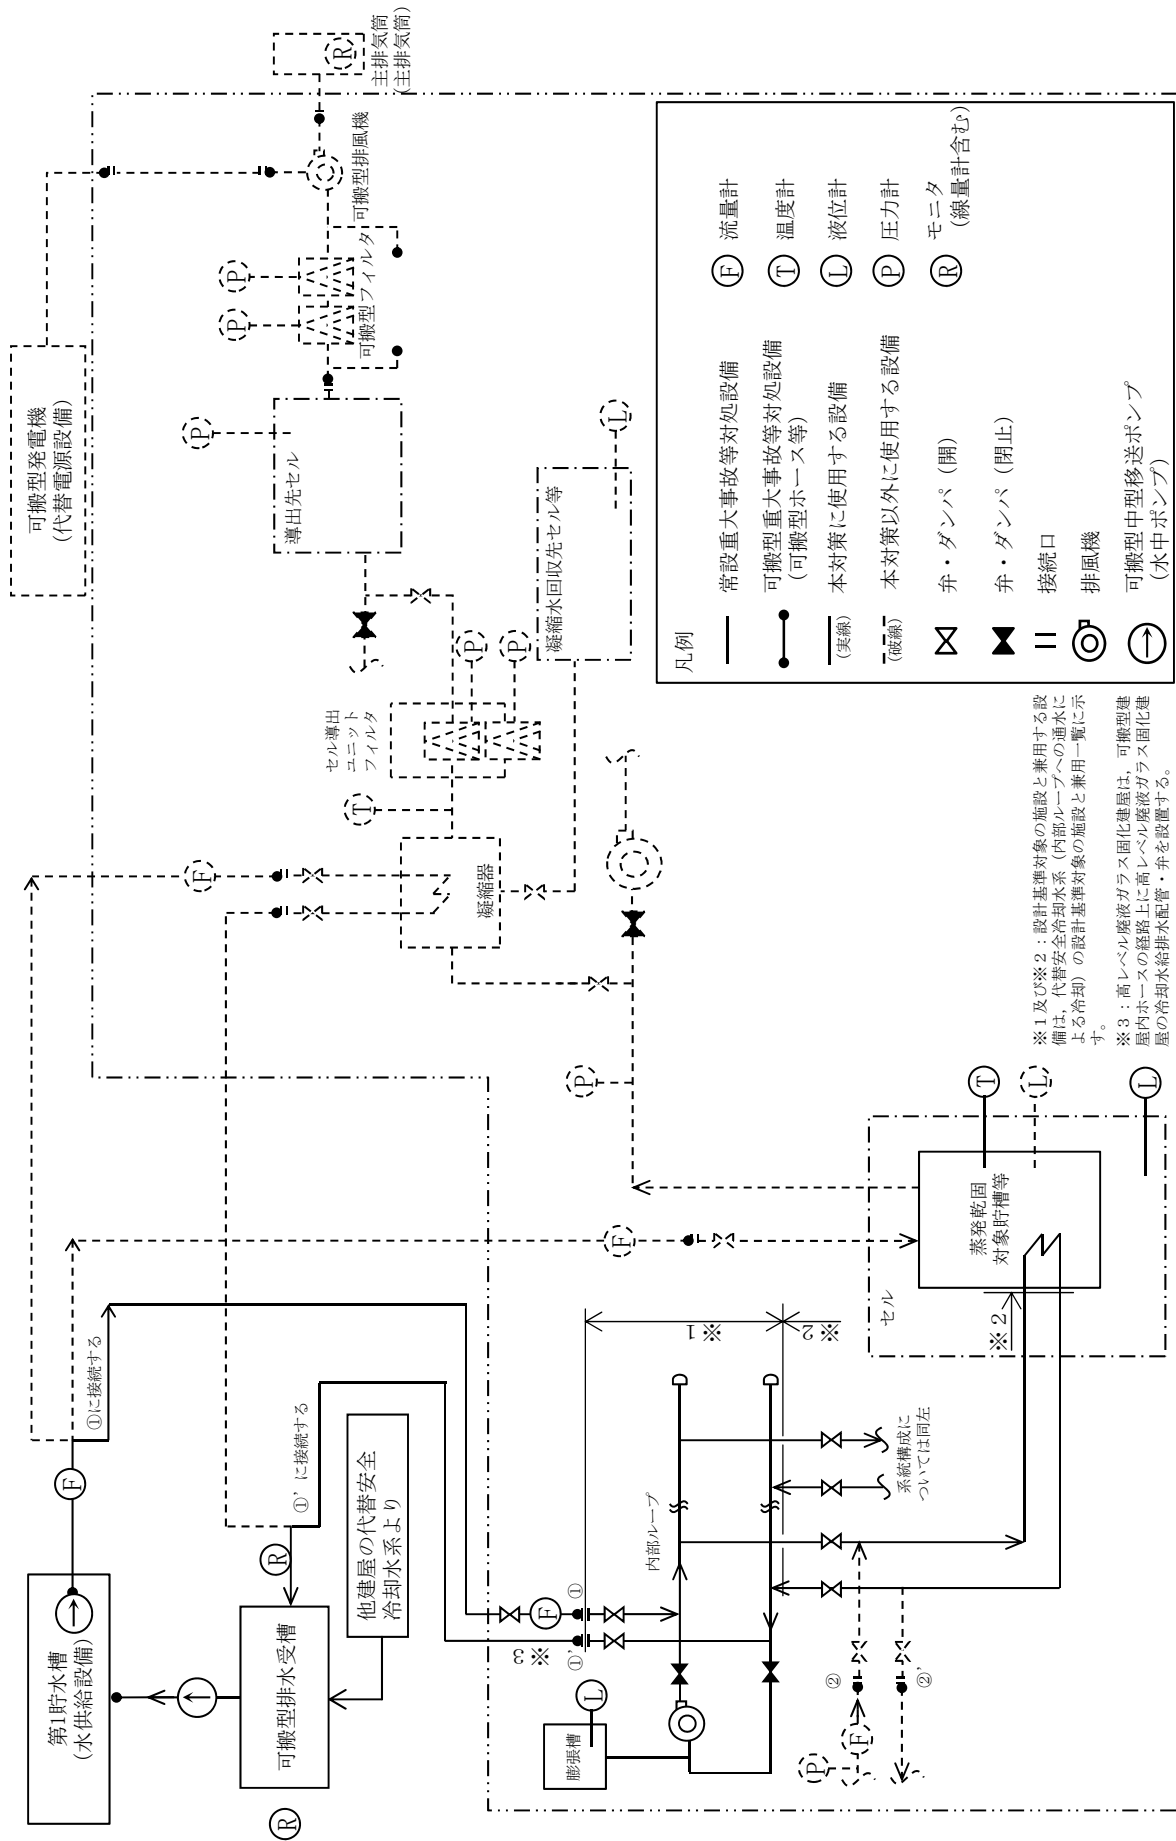 第1貯水槽
(水供給設備)
F
R
可搬型排水受槽
R
他建屋の代替安全
冷却水系より
①に接続する
①’に接続する
可搬型発電機
(代替電源設備)
F
T
セル導出
ユニット
フィルタ
凝縮器
P
P
導出先セル
P
P
P
可搬型フィルタ
可搬型排風機
R
主排気筒
(主排気筒)
凝縮水回収先セル等
L
P
膨張槽
L
※3
①’
①
F
内部ループ
※1
※2
系統構成に
ついては同左
P
F
②
②’
F
セル
※2
蒸発乾固
対象貯槽等
T
L
L
凡例
常設重大事故等対処設備
可搬型重大事故等対処設備
(可搬型ホース等)
(実線)
本対策に使用する設備
(破線)
本対策以外に使用する設備
弁・ダンパ (開)
弁・ダンパ (閉止)
接続口
排風機
可搬型中型移送ポンプ
(水中ポンプ)
F 流量計
T 温度計
L 液位計
P 圧力計
R モニタ
(線量計含む)
※1及び※2：設計基準対象の施設と兼用する設
備は，代替安全冷却水系（内部ループへの通水に
よる冷却）の設計基準対象の施設と兼用一覧に示
す。
※3：高レベル廃液ガラス固化建屋は，可搬型建
屋内ホースの経路上に高レベル廃液ガラス固化建
屋の冷却水給排水配管・弁を設置する。